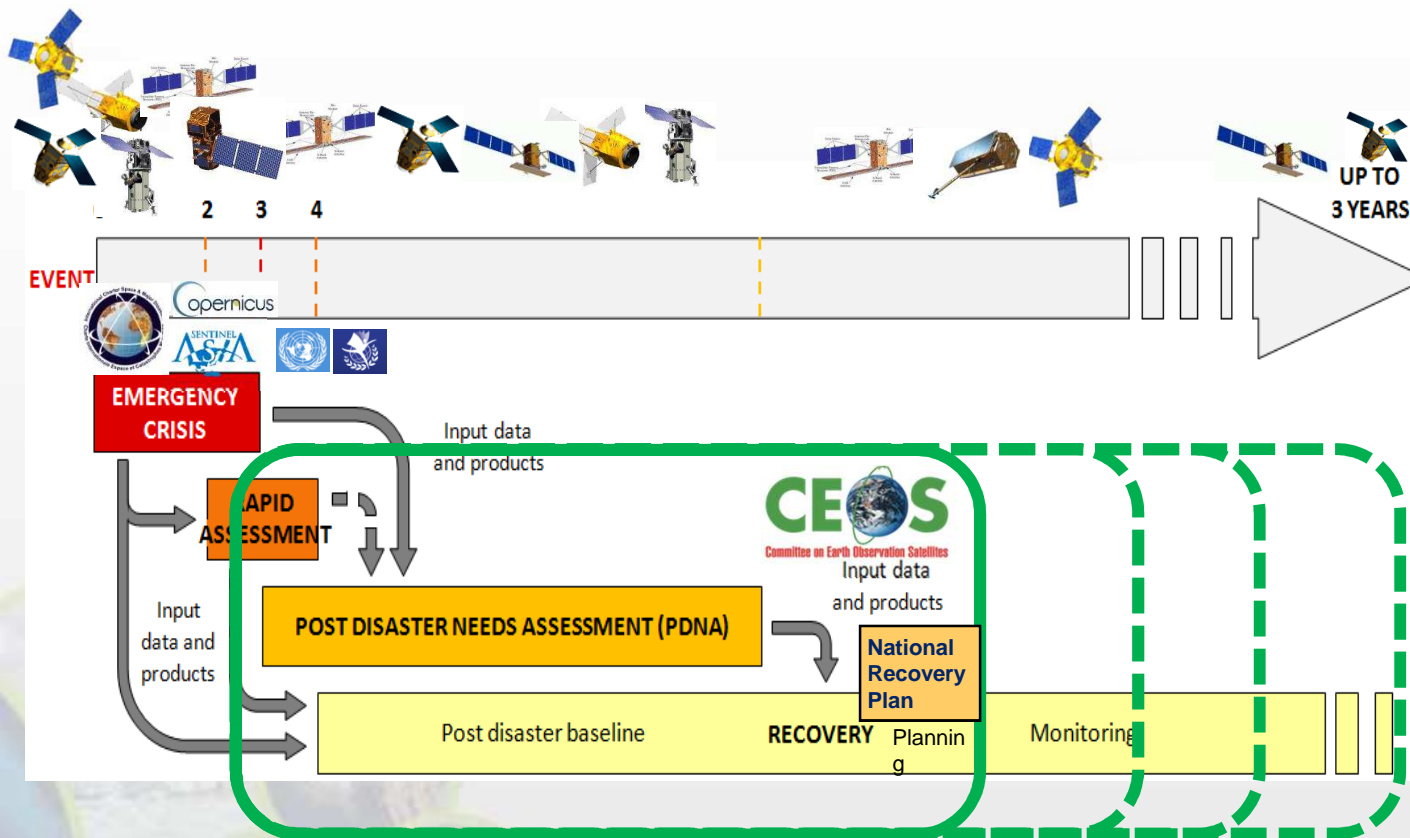 UP TO
3 YEARS
2 3 4
EVENT
opernicus
SENTINEL
ASIA
EMERGENCY
CRISIS
Input data
and products
RAPID
ASSESSMENT
CEOS
Committee on Earth Observation Satellites
Input data
and products
Input
data and
products
POST DISASTER NEEDS ASSESSMENT (PDNA)
National
Recovery
Plan
Post disaster baseline
RECOVERY
Plannin
g
Monitoring